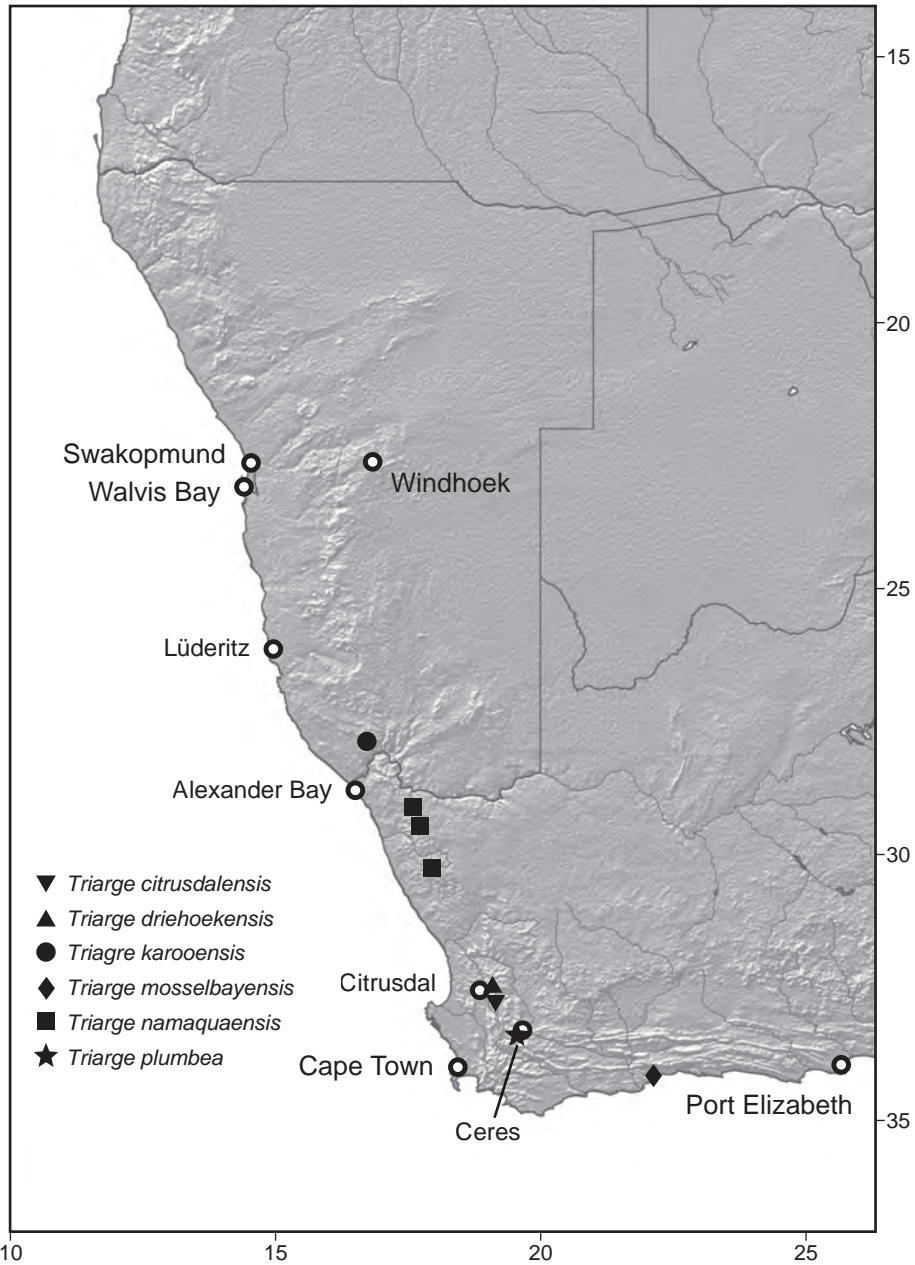 -15
-20
Swakopmund
Walvis Bay
Windhoek
-25
Lüderitz
Alexander Bay
-30
Triarge citrusdalensis
Triarge driehoekensis
Triagre karooensis
Triarge mosselbayensis
Triarge namaquaensis
Triarge plumbea
Citrusdal
Cape Town
Port Elizabeth
Ceres
-35
10 15 20 25